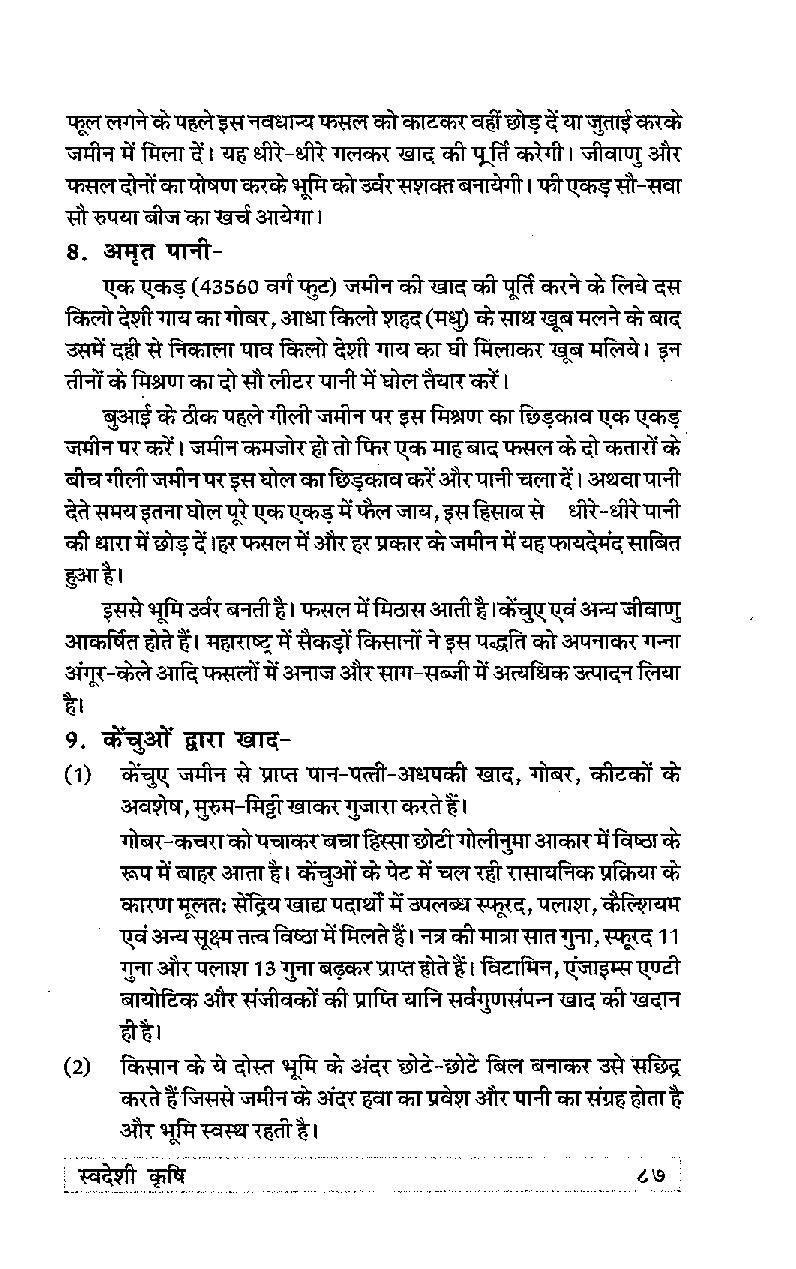 फूल लगने के पहले इस नवधान्य फसल को काटकर वहीं छोड़ दें या जुताई करके
जमीन में मिला दें। यह धीरे-धीरे गलकर खाद की पूर्ति करेगी। जीवाणु और
फसल दोनों का पोषण करके भूमि को उर्वर सशक्त बनायेगी। फी एकड़ सौ-सवा
सौ रुपया बीज का खर्च आयेगा।
8. अमृत पानी-
एक एकड़ (43560 वर्ग फुट) जमीन की खाद की पूर्ति करने के लिये दस
किलो देशी गाय का गोबर, आधा किलो शहद (मधु) के साथ खूब मलने के बाद
उसमें दही से निकाला पाव किलो देशी गाय का घी मिलाकर खूब मलिये। इन
तीनों के मिश्रण का दो सौ लीटर पानी में घोल तैयार करें।
बुआई के ठीक पहले गीली जमीन पर इस मिश्रण का छिड़काव एक एकड़
जमीन पर करें। जमीन कमजोर हो तो फिर एक माह बाद फसल के दो कतारों के
बीच गीली जमीन पर इस घोल का छिड़काव करें और पानी चला दें। अथवा पानी
देते समय इतना घोल पूरे एक एकड़ में फैल जाय, इस हिसाब से धीरे-धीरे पानी
की धारा में छोड़ दें।हर फसल में और हर प्रकार के जमीन में यह फायदेमंद साबित
हुआ है।
इससे भूमि उर्वर बनती है। फसल में मिठास आती है।केंचुए एवं अन्य जीवाणु
आकर्षित होते हैं। महाराष्ट्र में सैकड़ों किसानों ने इस पद्धति को अपनाकर गन्ना
अंगूर-केले आदि फसलों में अनाज और साग-सब्जी में अत्यधिक उत्पादन लिया
है।
9. केंचुओं द्वारा खाद-
(1) केंचुए जमीन से प्राप्त पान-पत्ती-अधपकी खाद, गोबर, कीटकों के
अवशेष, मुरुम-मिट्टी खाकर गुजारा करते हैं।
गोबर-कचरा को पचाकर बचा हिस्सा छोटी गोलीनुमा आकार में विष्ठा के
रूप में बाहर आता है। केंचुओं के पेट में चल रही रासायनिक प्रक्रिया के
कारण मूलतः सेंद्रिय खाद्य पदार्थों में उपलब्ध स्फूरद, पलाश, कैल्शियम
एवं अन्य सूक्ष्म तत्व विष्ठा में मिलते हैं। नत्र की मात्रा सात गुना, स्फूरद 11
गुना और पलाश 13 गुना बढ़कर प्राप्त होते हैं। विटामिन, एंजाइम्स एण्टी
बायोटिक और संजीवकों की प्राप्ति यानि सर्वगुणसंपन्न खाद की खदान
ही है।
(2) किसान के ये दोस्त भूमि के अंदर छोटे-छोटे बिल बनाकर उसे सछिद्र
करते हैं जिससे जमीन के अंदर हवा का प्रवेश और पानी का संग्रह होता है
और भूमि स्वस्थ रहती है।
स्वदेशी कृषि ८७